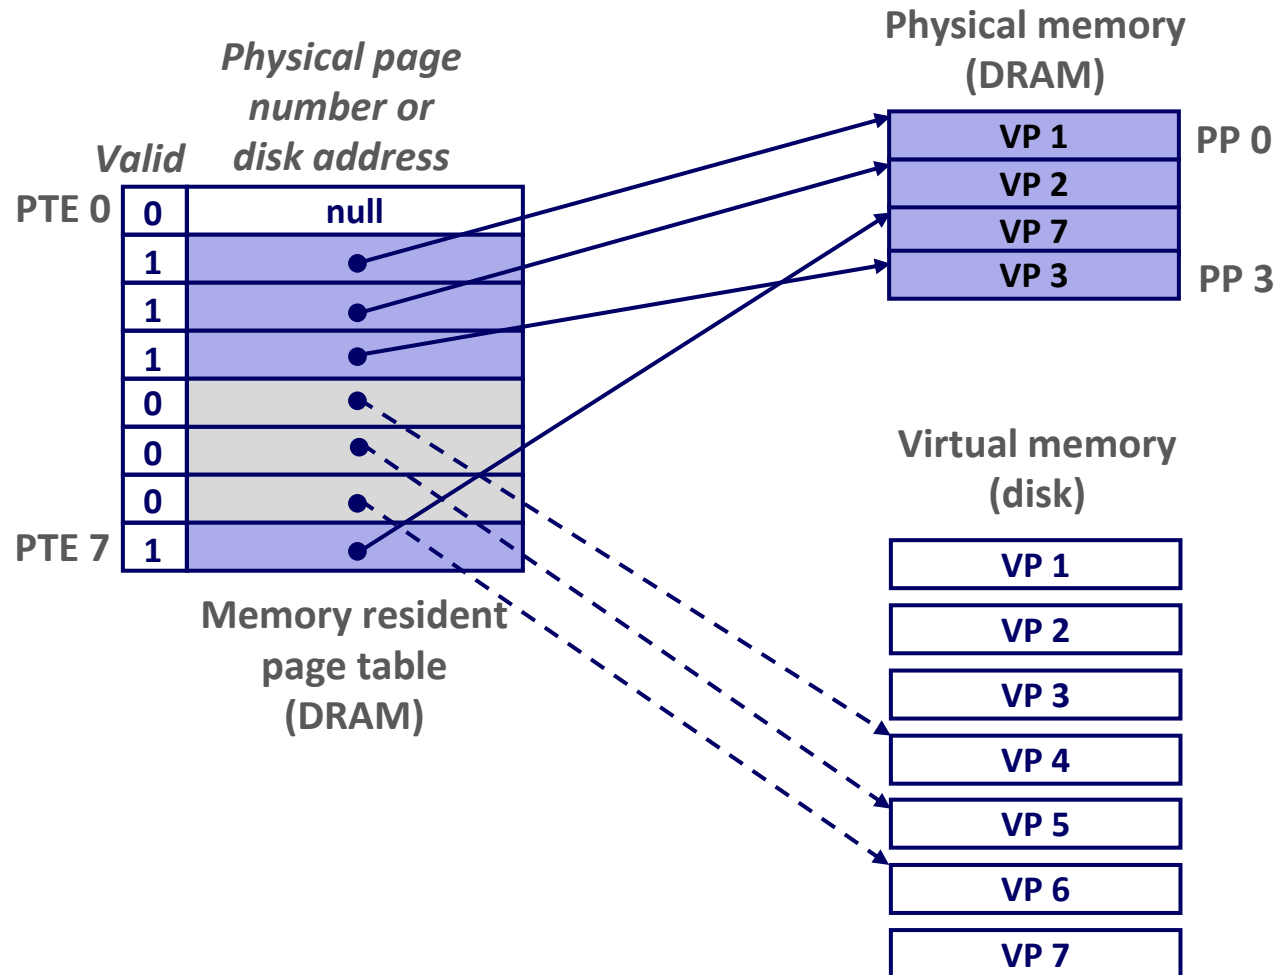 Physical page
number or
disk address
Valid
PTE 0
0
null
1
1
1
0
0
0
PTE 7
1
Memory resident
page table
(DRAM)
Physical memory
(DRAM)
VP 1
PP 0
VP 2
VP 7
VP 3
PP 3
Virtual memory
(disk)
VP 1
VP 2
VP 3
VP 4
VP 5
VP 6
VP 7